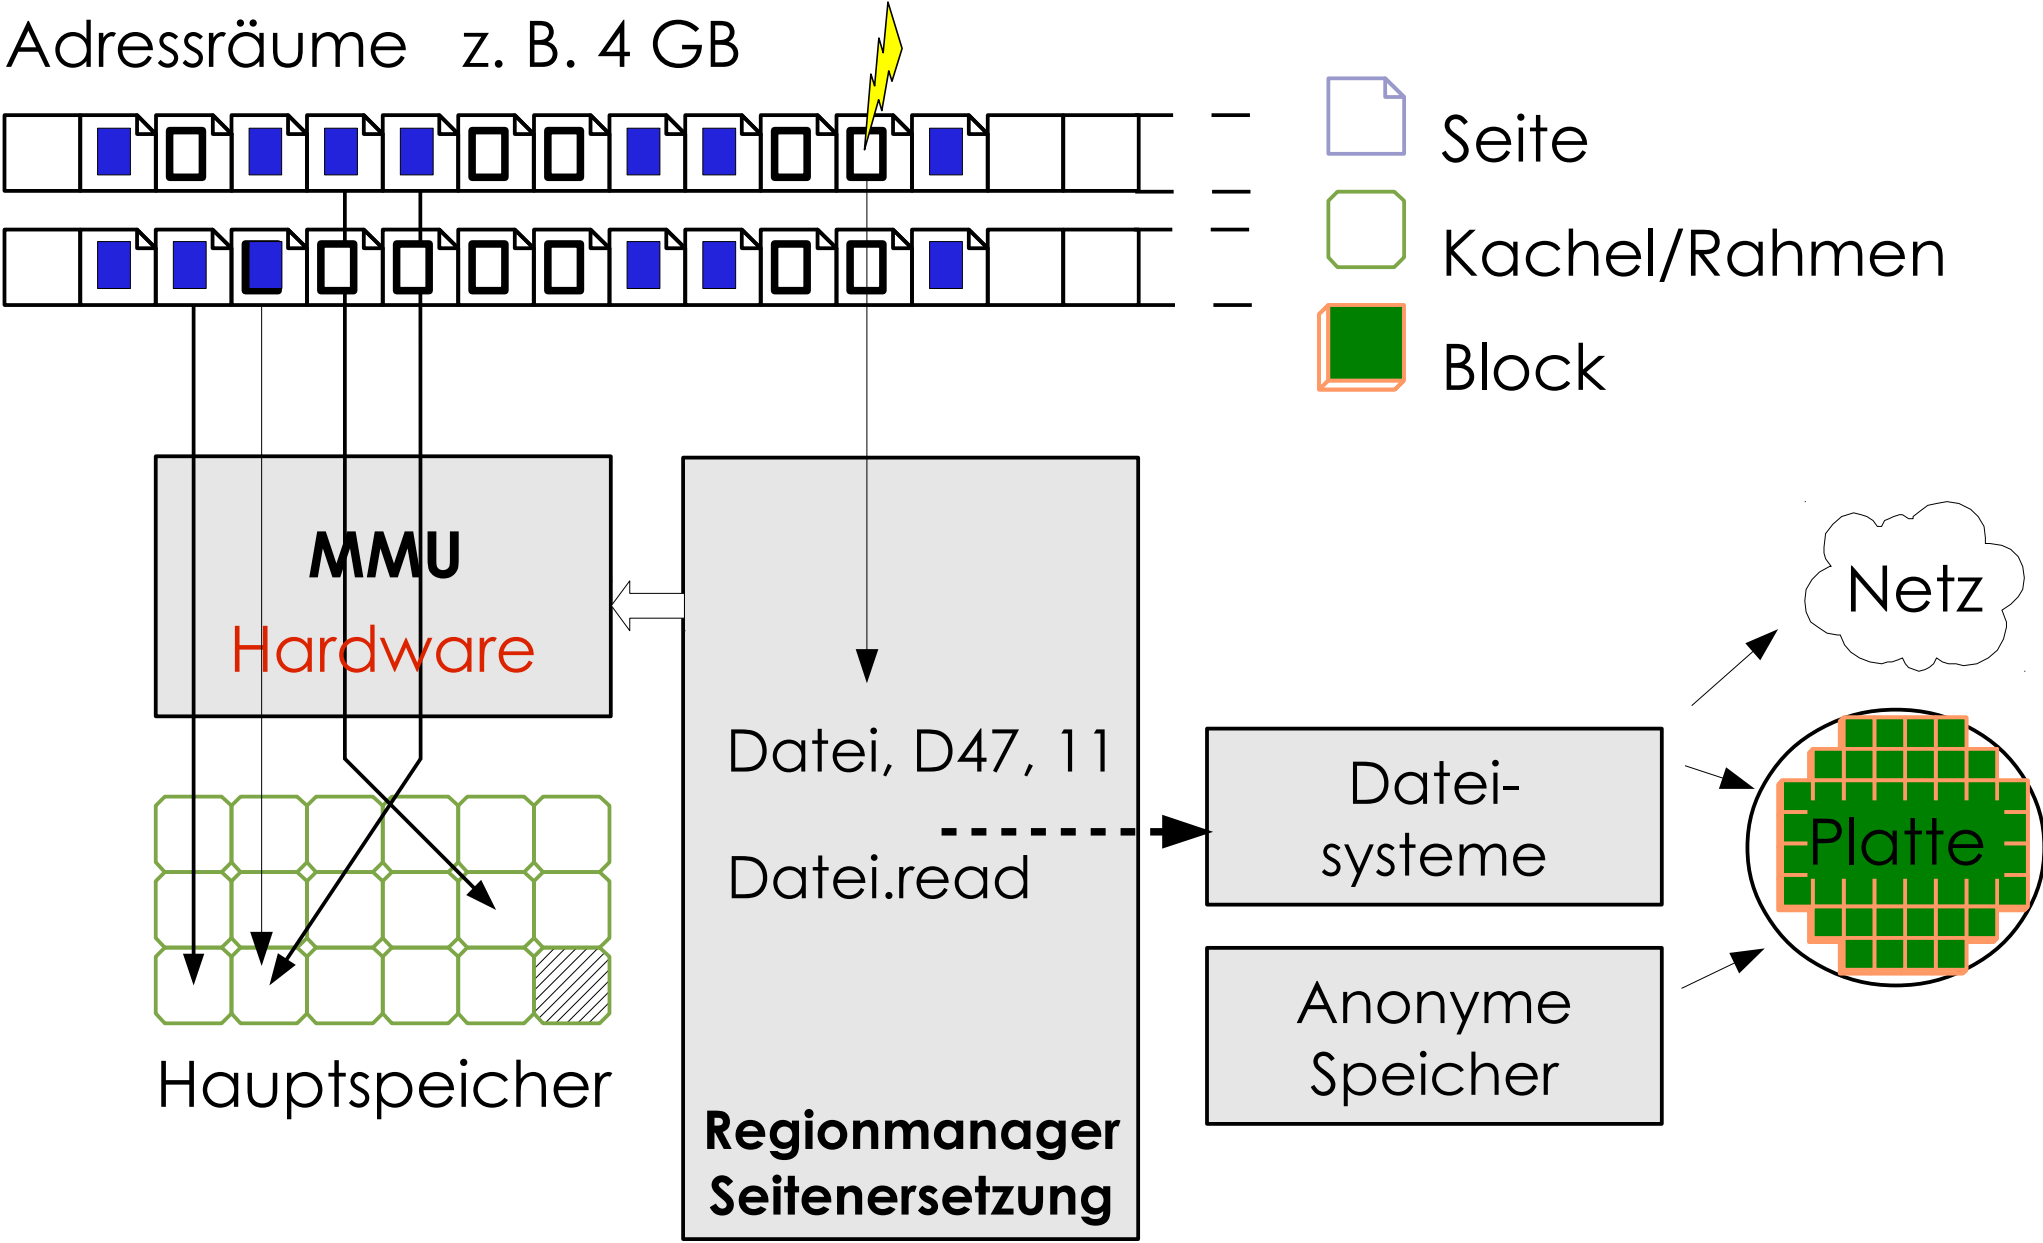 Adressräume z. B. 4 GB
Seite
Kachel/Rahmen
Block
MMU
Hardware
Netz
Datei, D47, 11
Datei.read
Datei-
systeme
Platte
Anonyme
Speicher
Hauptspeicher
Regionmanager
Seitenersetzung